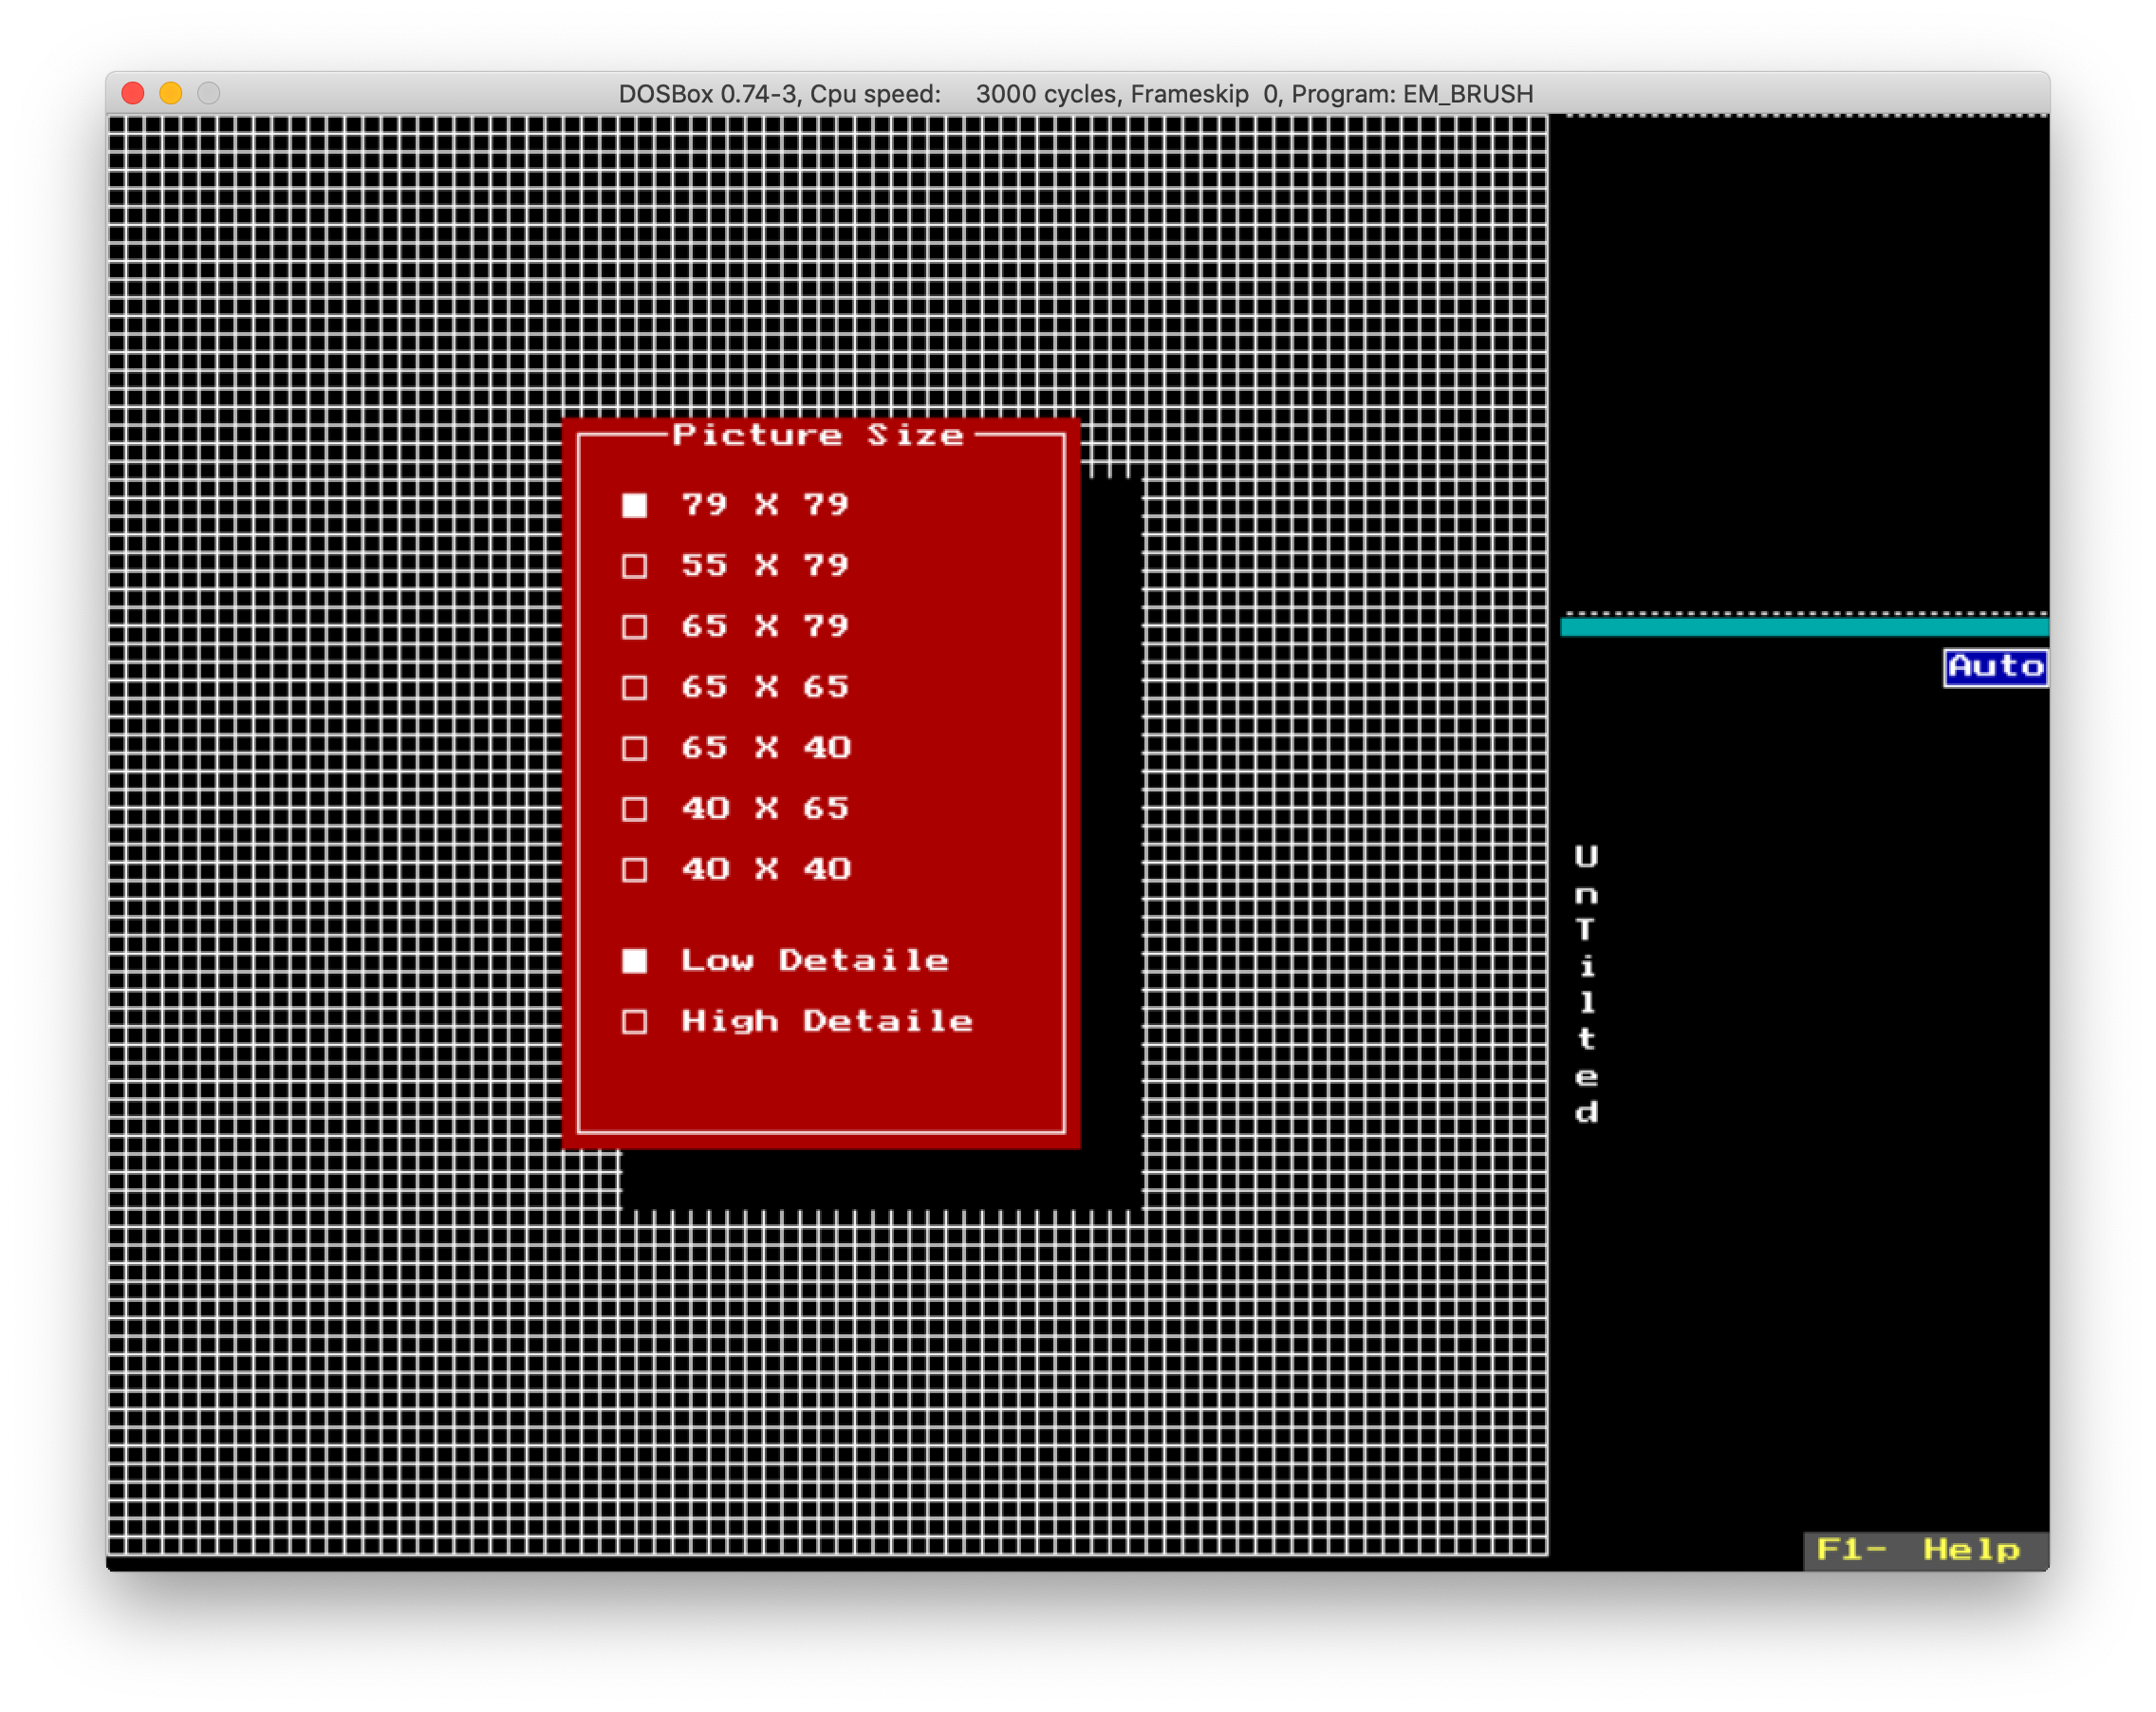 DOSBox 0.74-3, Cpu speed:     3000 cycles, Frameskip  0, Program: EM_BRUSH
Picture Size
79 X 79
55 X 79
65 X 79
65 X 65
65 X 40
40 X 65
40 X 40
Low Detaile
High Detaile
Auto
U
n
T
i
l
t
e
d
F1-  Help